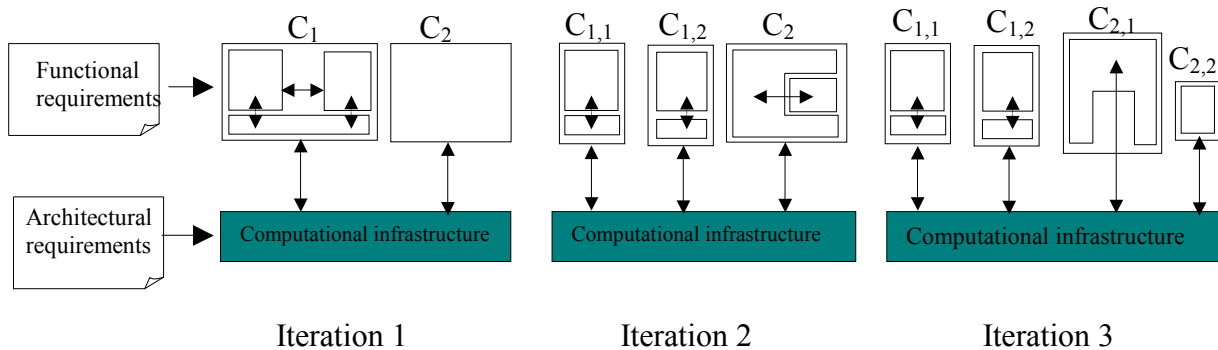 Functional
requirements
C1
C2
C1,1
C1,2
C2
C1,1
C1,2
C2,1
C2,2
Architectural
requirements
Computational infrastructure
Computational infrastructure
Computational infrastructure
Iteration 1
Iteration 2
Iteration 3